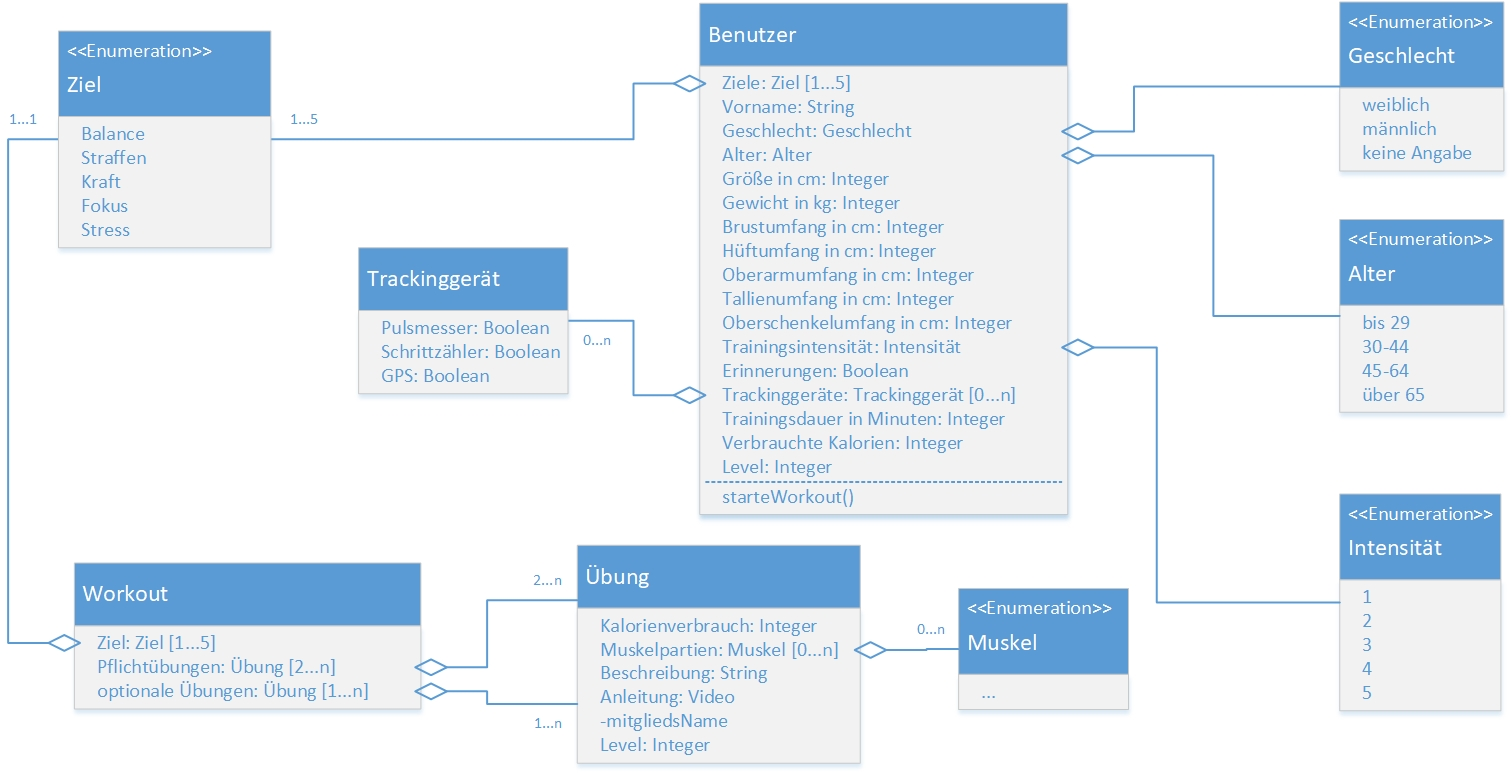 <<Enumeration>>
Ziel
Balance
Straffen
Kraft
Fokus
Stress
1...1
1...5
Benutzer
Ziele: Ziel [1...5]
Vorname: String
Geschlecht: Geschlecht
Alter: Alter
Größe in cm: Integer
Gewicht in kg: Integer
Brustumfang in cm: Integer
Hüftumfang in cm: Integer
Oberarmumfang in cm: Integer
Tallienumfang in cm: Integer
Oberschenkelumfang in cm: Integer
Trainingsintensität: Intensität
Erinnerungen: Boolean
Trackinggeräte: Trackinggerät [0...n]
Trainingsdauer in Minuten: Integer
Verbrauchte Kalorien: Integer
Level: Integer
starteWorkout()
<<Enumeration>>
Geschlecht
weiblich
männlich
keine Angabe
<<Enumeration>>
Alter
bis 29
30-44
45-64
über 65
Trackinggerät
Pulsmesser: Boolean
Schrittzähler: Boolean
GPS: Boolean
0...n
<<Enumeration>>
Intensität
1
2
3
4
5
Workout
Ziel: Ziel [1...5]
Pflichtübungen: Übung [2...n]
optionale Übungen: Übung [1...n]
2...n
1...n
Übung
Kalorienverbrauch: Integer
Muskelpartien: Muskel [0...n]
Beschreibung: String
Anleitung: Video
-mitgliedsName
Level: Integer
0...n
<<Enumeration>>
Muskel
...